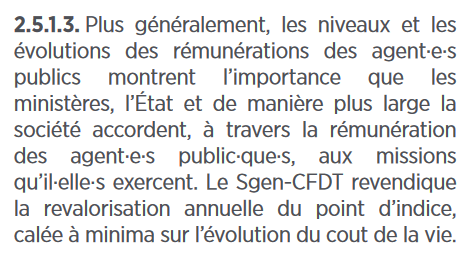 2.5.1.3. Plus généralement, les niveaux et les
évolutions des rémunérations des agent·e·s
publics montrent l’importance que les
ministères, l’État et de manière plus large la
société accordent, à travers la rémunération
des agent·e·s public·que·s, aux missions
qu’il·elle·s exercent. Le Sgen-CFDT revendique
la revalorisation annuelle du point d’indice,
calée à minima sur l’évolution du cout de la vie.